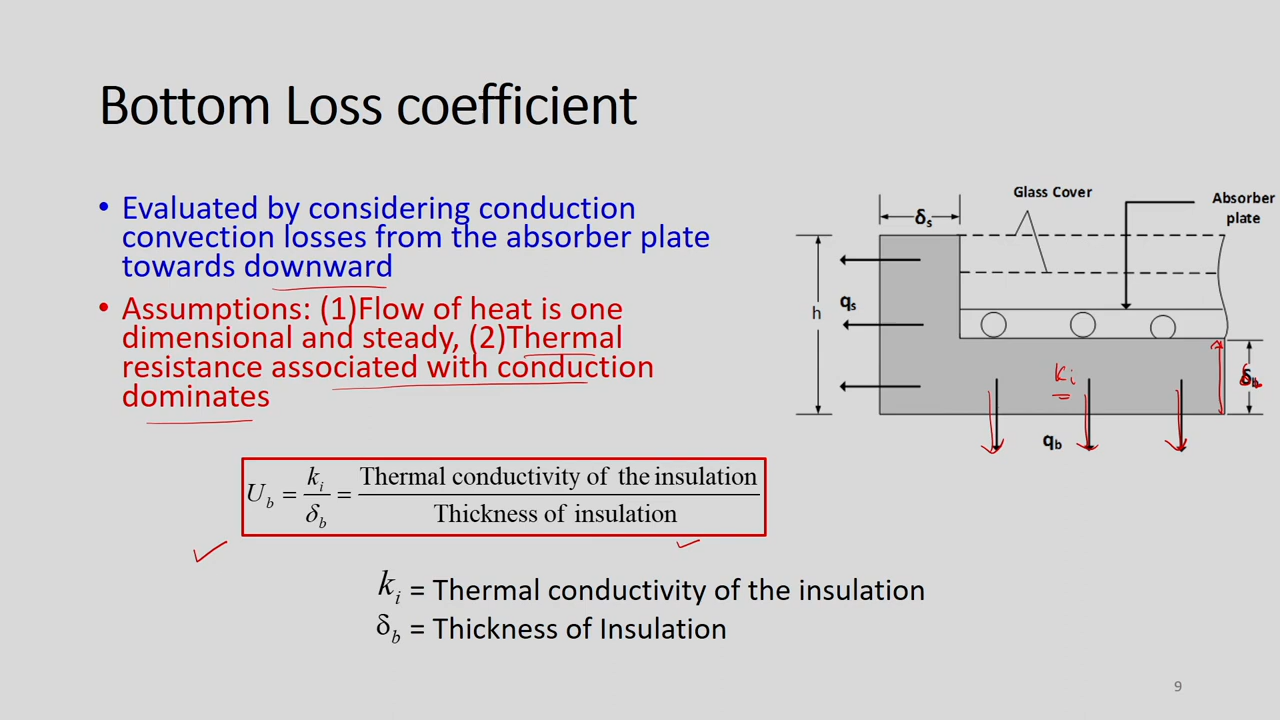 Bottom Loss coefficient
• Evaluated by considering conduction
convection losses from the absorber plate
towards downward
• Assumptions: (1)Flow of heat is one
dimensional and steady, (2)Thermal
resistance associated with conduction
dominates
U_b = k_i / δ_b = Thermal conductivity of the insulation / Thickness of insulation
k_i = Thermal conductivity of the insulation
δ_b = Thickness of Insulation
Glass Cover
Absorber
plate
δs
qs
h
ki
δb
qb
9